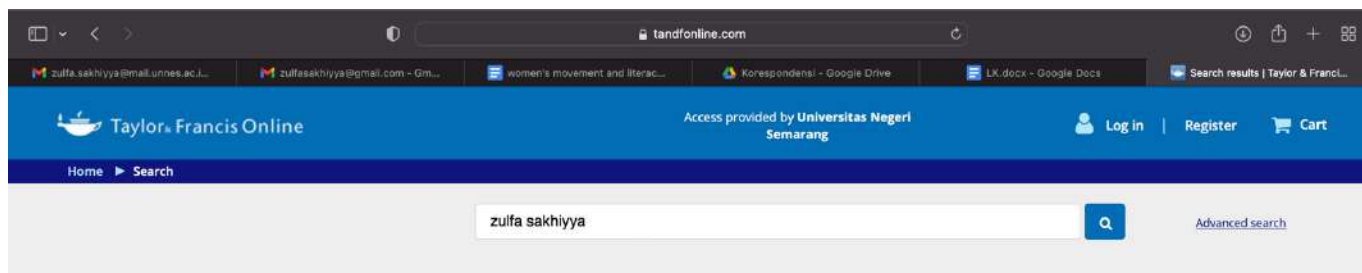 tandfonline.com
zulfa.sakhiyya@mail.unnes.ac.i...
zulfasakhiyya@gmail.com - Gm...
women's movement and literac...
Korespondensi - Google Drive
LK.docx - Google Docs
Search results | Taylor & Franci...
Taylor & Francis Online
Access provided by Universitas Negeri
Semarang
Log in | Register Cart
Home ▶ Search
zulfa sakhiyya
Advanced search